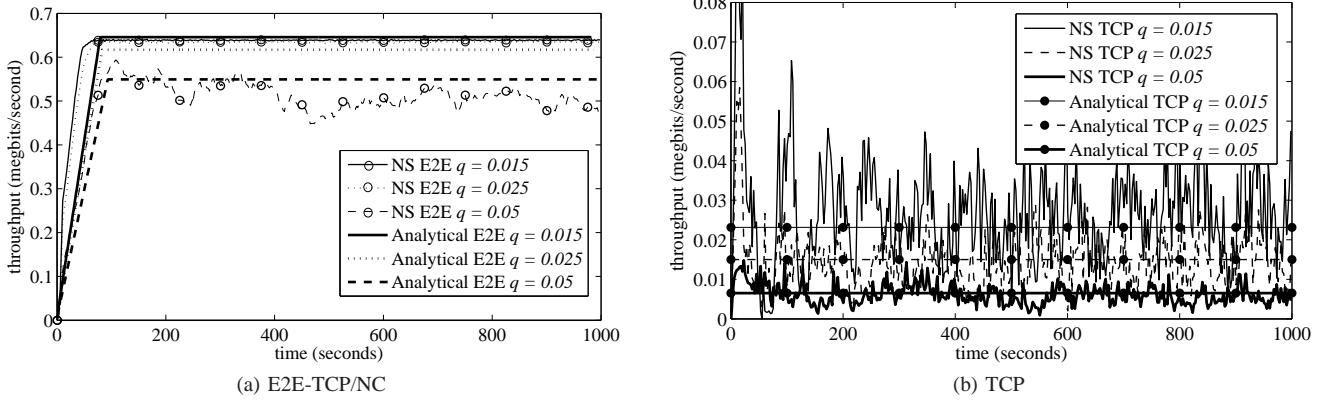 0.7
0.6
0.5
0.4
0.3
0.2
0.1
0
throughput (megbits/second)
NS E2E q = 0.015
NS E2E q = 0.025
NS E2E q = 0.05
Analytical E2E q = 0.015
Analytical E2E q = 0.025
Analytical E2E q = 0.05
0 200 400 600 800 1000
time (seconds)
(a) E2E-TCP/NC
0.08
0.07
0.06
0.05
0.04
0.03
0.02
0.01
0
throughput (megbits/second)
NS TCP q = 0.015
NS TCP q = 0.025
NS TCP q = 0.05
Analytical TCP q = 0.015
Analytical TCP q = 0.025
Analytical TCP q = 0.05
0 200 400 600 800 1000
time (seconds)
(b) TCP